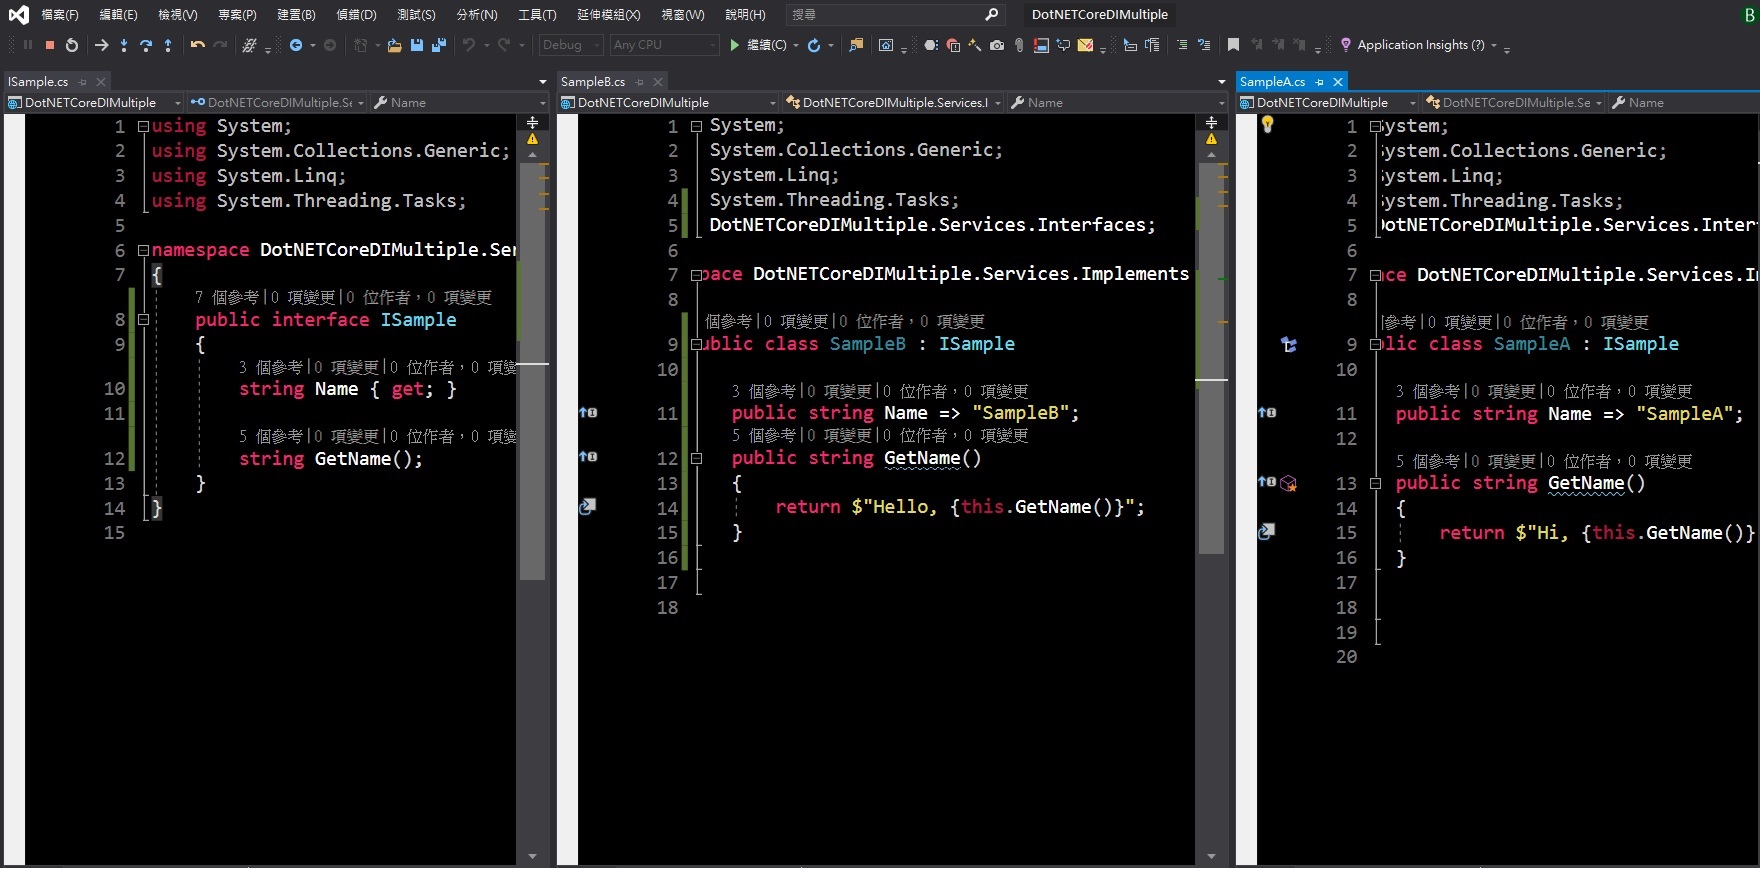 檔案(F) 編輯(E) 檢視(V) 專案(P) 建置(B) 偵錯(D) 測試(S) 分析(N) 工具(T) 延伸模組(X) 視窗(W) 說明(H) 搜尋 DotNETCoreDIMultiple B
Debug Any CPU 繼續(C) Application Insights (?)
ISample.cs
DotNETCoreDIMultiple DotNETCoreDIMultiple.Se Name
1 using System;
2 using System.Collections.Generic;
3 using System.Linq;
4 using System.Threading.Tasks;
5
6 namespace DotNETCoreDIMultiple.Ser
7 {
7 個參考|0 項變更|0 位作者，0 項變更
8 public interface ISample
9 {
3 個參考|0 項變更|0 位作者，0 項變
10 string Name { get; }
11
5 個參考|0 項變更|0 位作者，0 項變
12 string GetName();
13 }
14 }
15
SampleB.cs
DotNETCoreDIMultiple DotNETCoreDIMultiple.Services.I Name
1 System;
2 System.Collections.Generic;
3 System.Linq;
4 System.Threading.Tasks;
5 DotNETCoreDIMultiple.Services.Interfaces;
6
7 pace DotNETCoreDIMultiple.Services.Implements
8
個參考|0 項變更|0 位作者，0 項變更
9 ublic class SampleB : ISample
10
3 個參考|0 項變更|0 位作者，0 項變更
11 public string Name => "SampleB";
5 個參考|0 項變更|0 位作者，0 項變更
12 public string GetName()
13 {
14 return $"Hello, {this.GetName()}";
15 }
16
17
18
SampleA.cs
DotNETCoreDIMultiple DotNETCoreDIMultiple.Se Name
1 System;
2 System.Collections.Generic;
3 System.Linq;
4 System.Threading.Tasks;
5 DotNETCoreDIMultiple.Services.Inter
6
7 ce DotNETCoreDIMultiple.Services.I
8
參考|0 項變更|0 位作者，0 項變更
9 lic class SampleA : ISample
10
3 個參考|0 項變更|0 位作者，0 項變更
11 public string Name => "SampleA";
12
5 個參考|0 項變更|0 位作者，0 項變更
13 public string GetName()
14 {
15 return $"Hi, {this.GetName()}
16 }
17
18
19
20